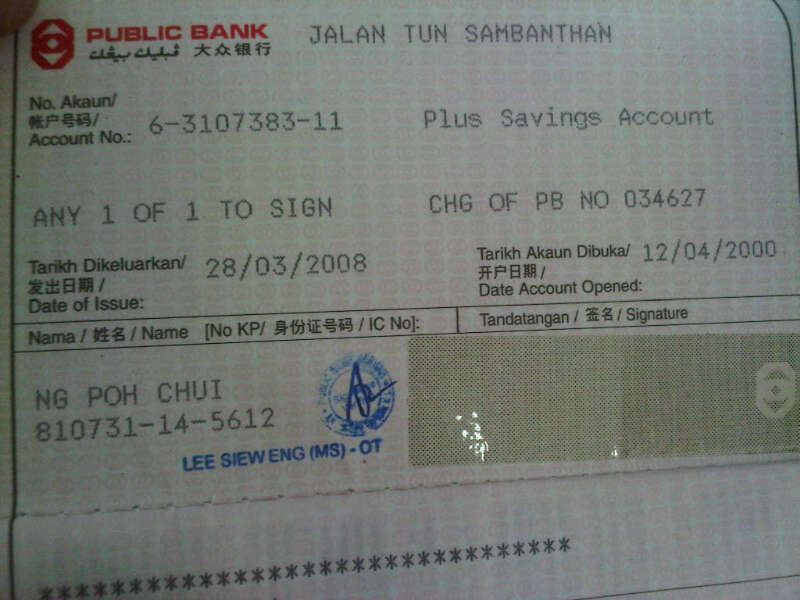 PUBLIC BANK JALAN TUN SAMBANTHAN
ڤبليك بيڠك 大众银行
No. Akaun/
帐户号码/
Account No.: 6-3107383-11 Plus Savings Account
ANY 1 OF 1 TO SIGN CHG OF PB NO 034627
Tarikh Dikeluarkan/ 28/03/2008 Tarikh Akaun Dibuka/ 12/04/2000
发出日期 / 开户日期 /
Date of Issue: Date Account Opened:
Nama / 姓名 / Name [No KP/ 身份证号码 / IC No]: Tandatangan / 签名 / Signature
NG POH CHUI
810731-14-5612
LEE SIEW ENG (MS) - OT
******************************